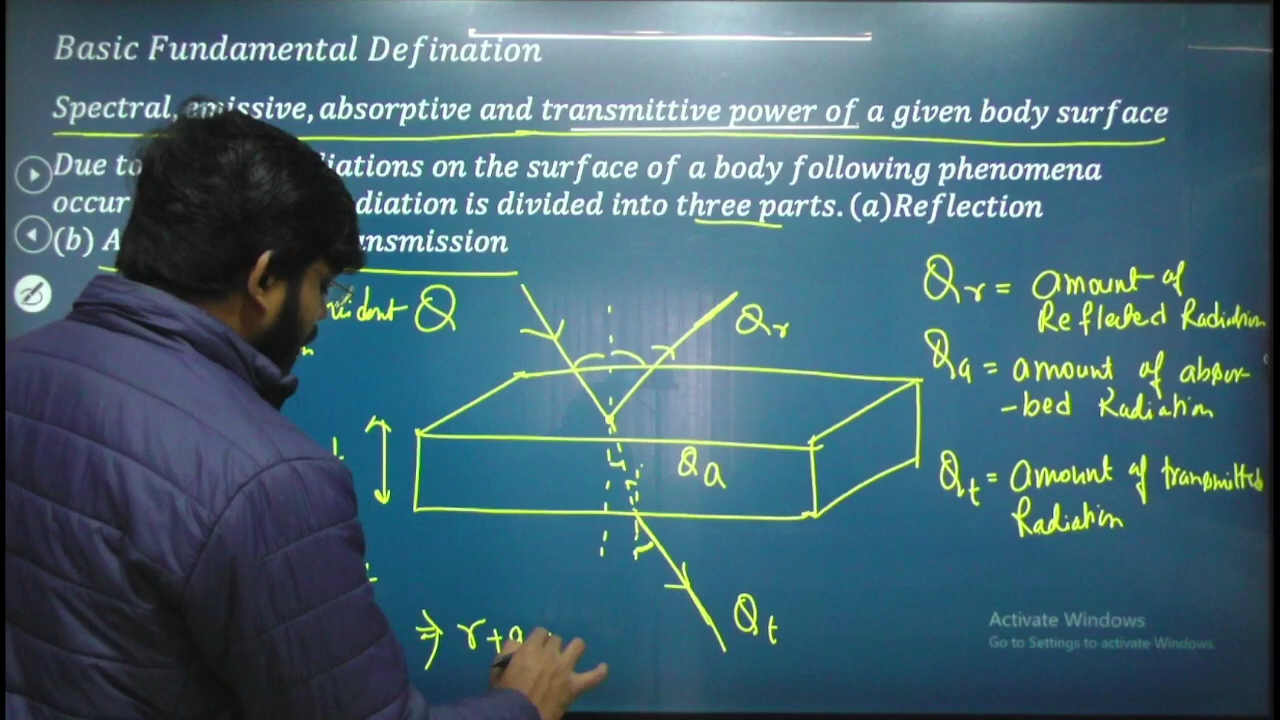 Basic Fundamental Defination
Spectral, emissive, absorptive and transmittive power of a given body surface
Due to iations on the surface of a body following phenomena
occur diation is divided into three parts. (a)Reflection
(b) A ansmission
Q
Qr
Qa
Qt
⇒ r+a
Qr = amount of
Reflected Radiation
Qa = amount of absor-
-bed Radiation
Qt = amount of transmitted
Radiation
Activate Windows
Go to Settings to activate Windows.